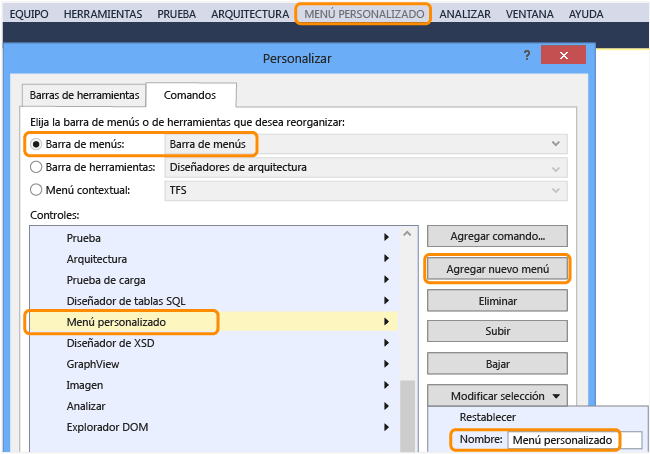 EQUIPO HERRAMIENTAS PRUEBA ARQUITECTURA MENÚ PERSONALIZADO ANALIZAR VENTANA AYUDA
Personalizar ? x
Barras de herramientas Comandos
Elija la barra de menús o de herramientas que desea reorganizar:
Barra de menús: Barra de menús
Barra de herramientas: Diseñadores de arquitectura
Menú contextual: TFS
Controles:
Prueba
Arquitectura
Prueba de carga
Diseñador de tablas SQL
Menú personalizado
Diseñador de XSD
GraphView
Imagen
Analizar
Explorador DOM
Agregar comando...
Agregar nuevo menú
Eliminar
Subir
Bajar
Modificar selección
Restablecer
Nombre: Menú personalizado